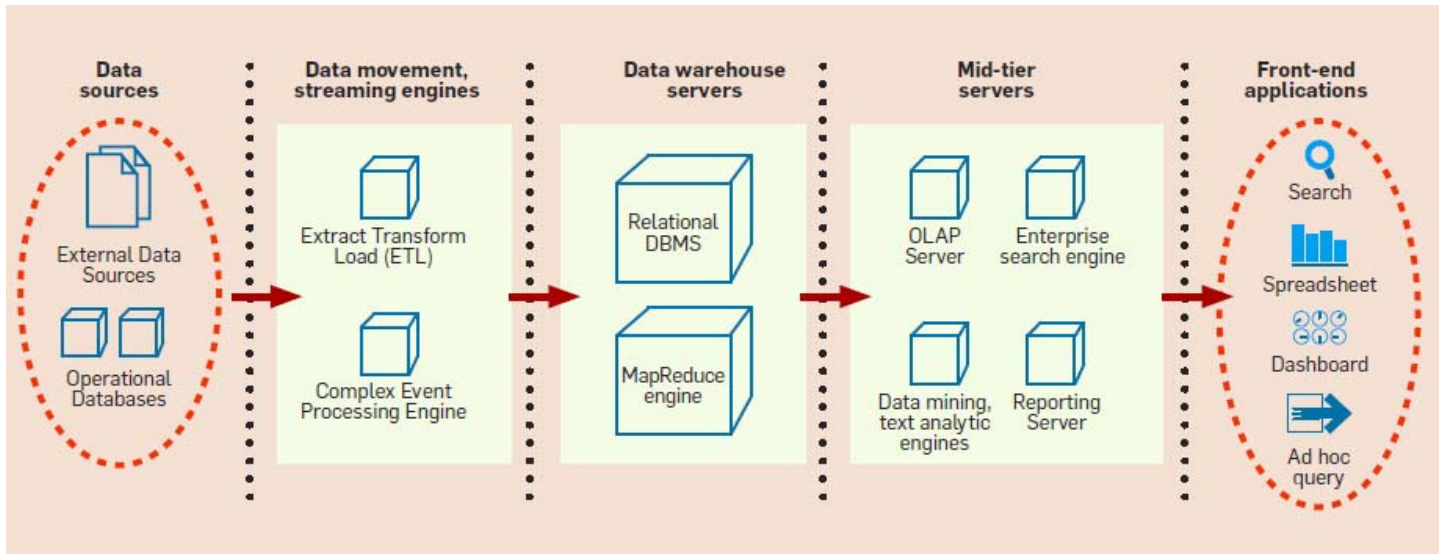 Data
sources
Data movement,
streaming engines
Data warehouse
servers
Mid-tier
servers
Front-end
applications
External Data
Sources
Operational
Databases
Extract Transform
Load (ETL)
Complex Event
Processing Engine
Relational
DBMS
MapReduce
engine
OLAP
Server
Enterprise
search engine
Data mining,
text analytic
engines
Reporting
Server
Search
Spreadsheet
Dashboard
Ad hoc
query